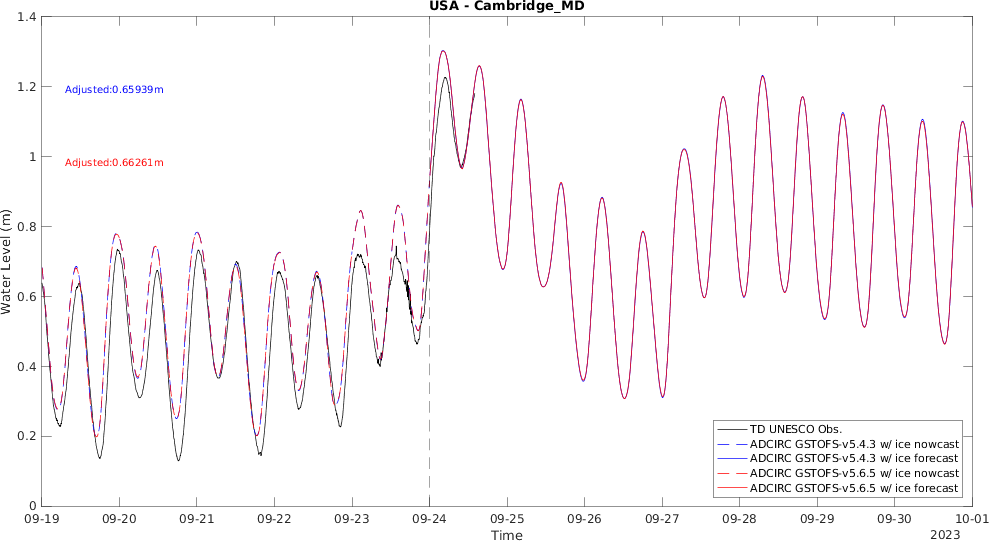 USA - Cambridge_MD
1.4
1.2
1
0.8
0.6
0.4
0.2
0
Water Level (m)
Adjusted:0.65939m
Adjusted:0.66261m
TD UNESCO Obs.
ADCIRC GSTOFS-v5.4.3 w/ ice nowcast
ADCIRC GSTOFS-v5.4.3 w/ ice forecast
ADCIRC GSTOFS-v5.6.5 w/ ice nowcast
ADCIRC GSTOFS-v5.6.5 w/ ice forecast
09-19 09-20 09-21 09-22 09-23 09-24 09-25 09-26 09-27 09-28 09-29 09-30 10-01
Time
2023